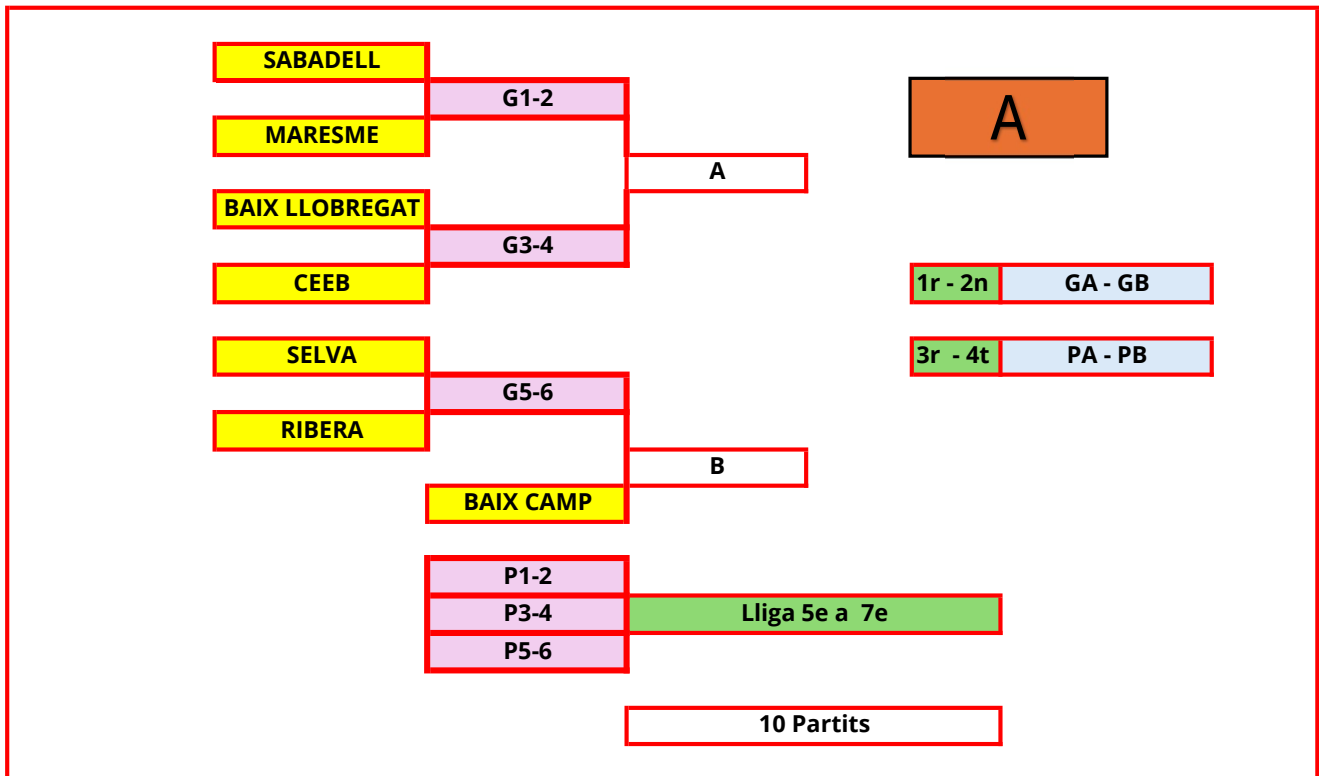 SABADELL
G1-2
A
MARESME
A
BAIX LLOBREGAT
G3-4
CEEB
1r - 2n GA - GB
SELVA
3r - 4t PA - PB
G5-6
RIBERA
B
BAIX CAMP
P1-2
P3-4 Lliga 5e a 7e
P5-6
10 Partits